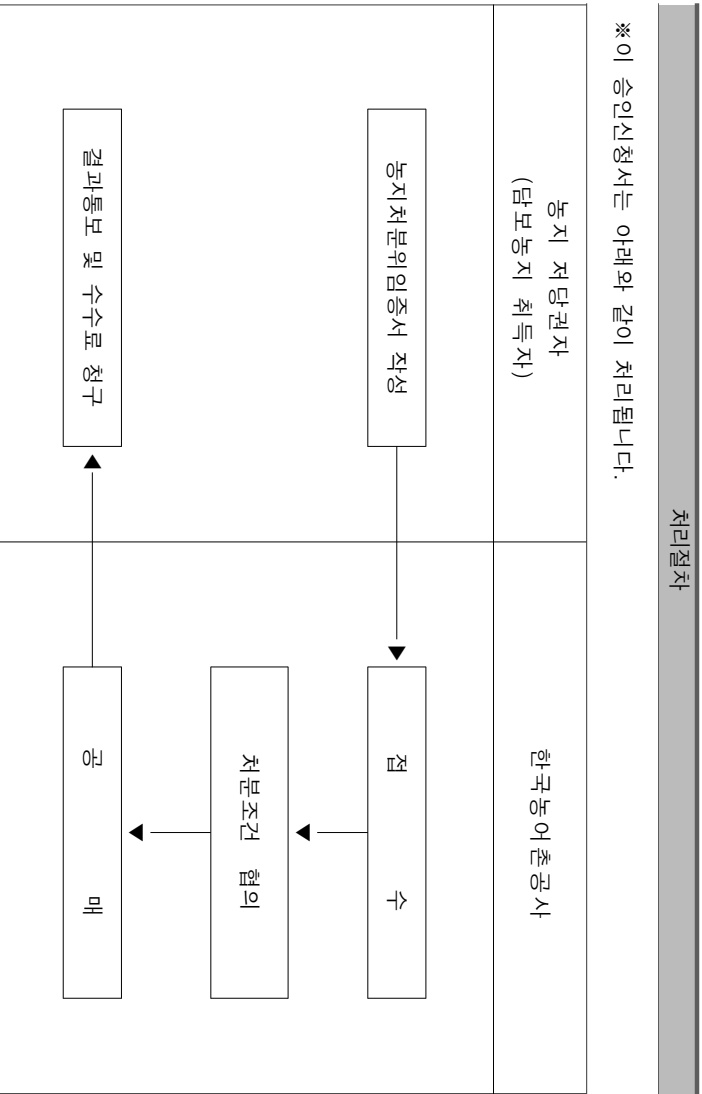 처리절차
※이 승인신청서는 아래와 같이 처리됩니다.
농지 저당권자
(담보농지 취득자)
한국농어촌공사
농지처분위임증서 작성
접 수
처분조건 협의
공 매
결과통보 및 수수료 청구